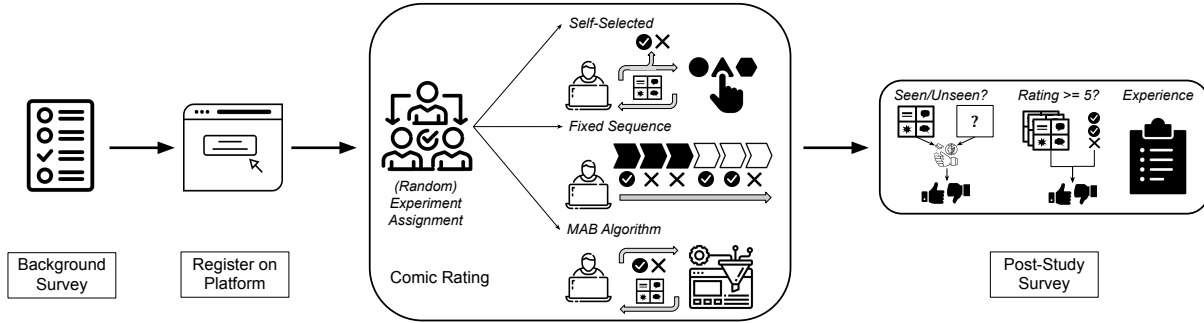 Self-Selected
Fixed Sequence
MAB Algorithm
(Random)
Experiment
Assignment
Comic Rating
Seen/Unseen?
?
Rating >= 5?
Experience
Background
Survey
Register on
Platform
Post-Study
Survey